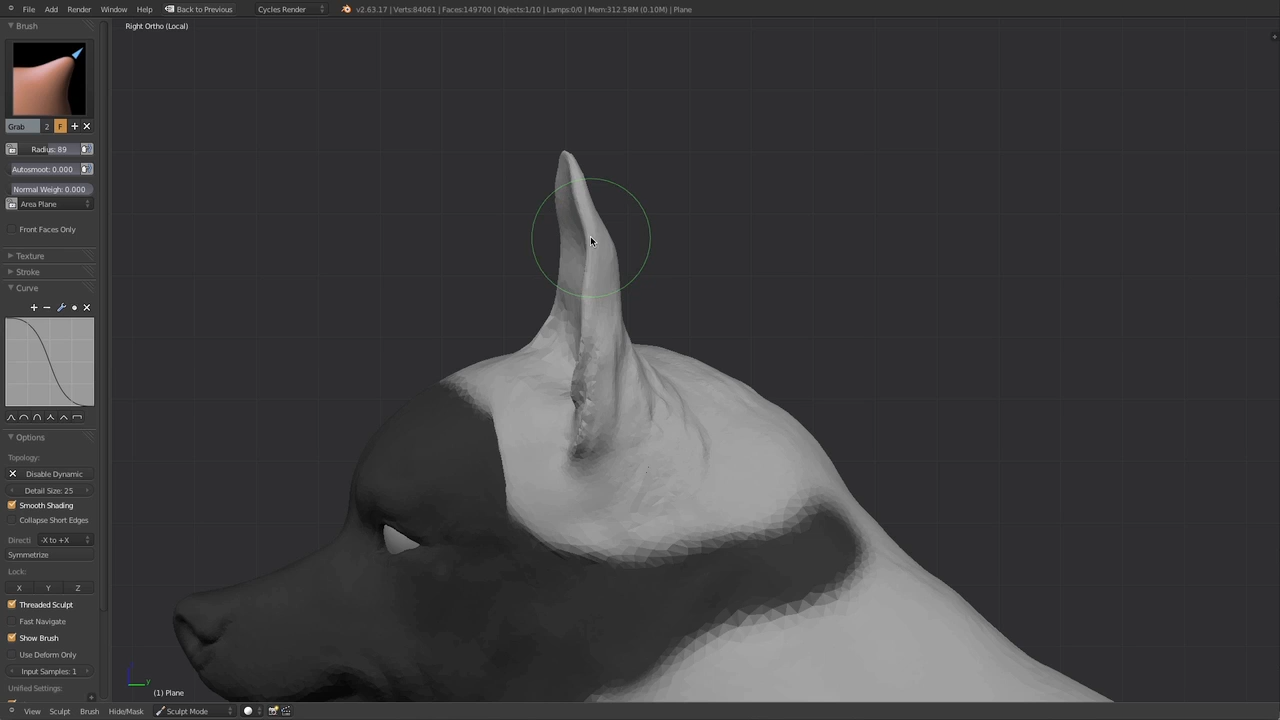 File Add Render Window Help Back to Previous Cycles Render v2.63.17 | Verts:84061 | Faces:149700 | Objects:1/10 | Lamps:0/0 | Mem:312.58M (0.10M) | Plane
Brush
Right Ortho (Local)
Grab 2 F
Radius: 89
Autosmoot: 0.000
Normal Weigh: 0.000
Area Plane
Front Faces Only
Texture
Stroke
Curve
Options
Topology:
Disable Dynamic
Detail Size: 25
Smooth Shading
Collapse Short Edges
Directi -X to +X
Symmetrize
Lock:
X Y Z
Threaded Sculpt
Fast Navigate
Show Brush
Use Deform Only
Input Samples: 1
Unified Settings:
y
(1) Plane
View Sculpt Brush Hide/Mask Sculpt Mode